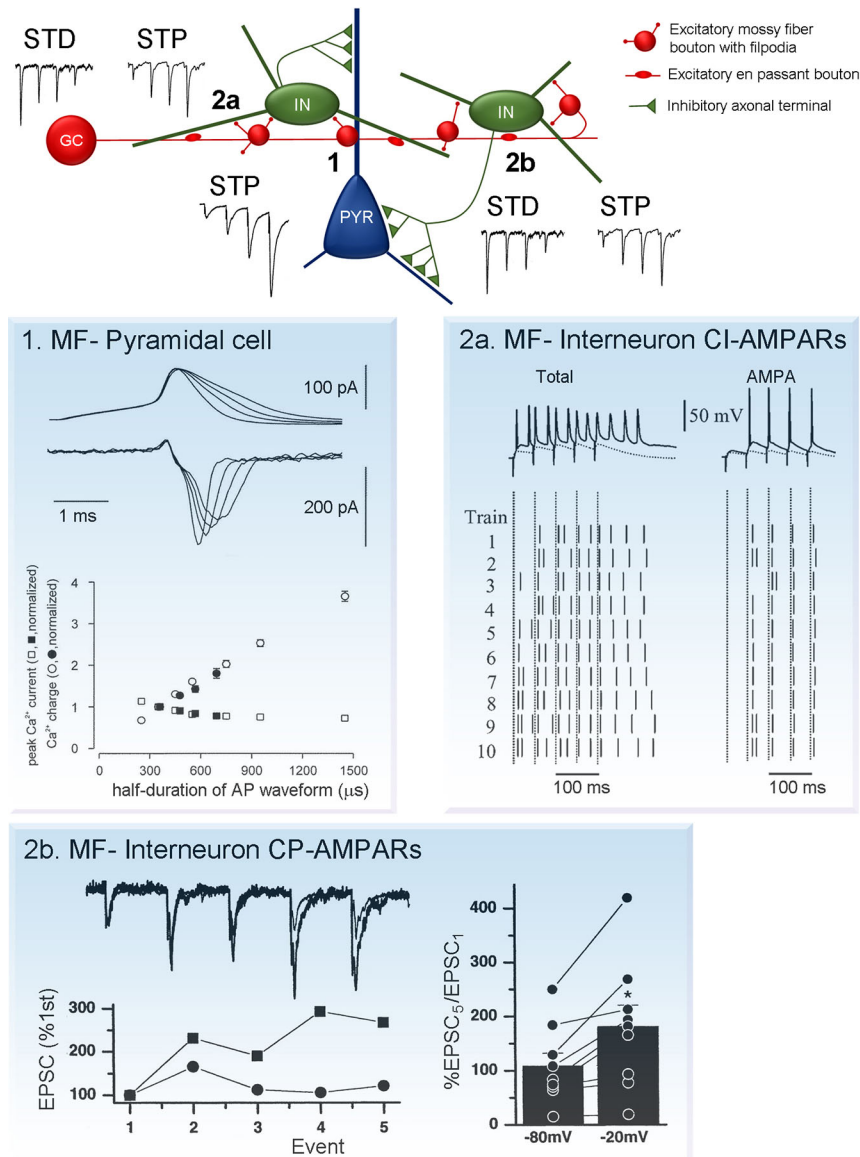 STD
STP
2a
IN
GC
1
STP
PYR
IN
2b
STD
STP
Excitatory mossy fiber
bouton with filpodia
Excitatory en passant bouton
Inhibitory axonal terminal
1. MF- Pyramidal cell
100 pA
200 pA
1 ms
peak Ca²⁺ current (□,■,normalized)
Ca²⁺ charge (○,●,normalized)
4
3
2
1
0
0
300
600
900
1200
1500
half-duration of AP waveform (μs)
2a. MF- Interneuron CI-AMPARs
Total
AMPA
50 mV
Train
1
2
3
4
5
6
7
8
9
10
100 ms
100 ms
2b. MF- Interneuron CP-AMPARs
EPSC (%1st)
300
200
100
1
2
3
4
5
Event
%EPSC₅/EPSC₁
400
300
200
100
0
*
-80mV
-20mV